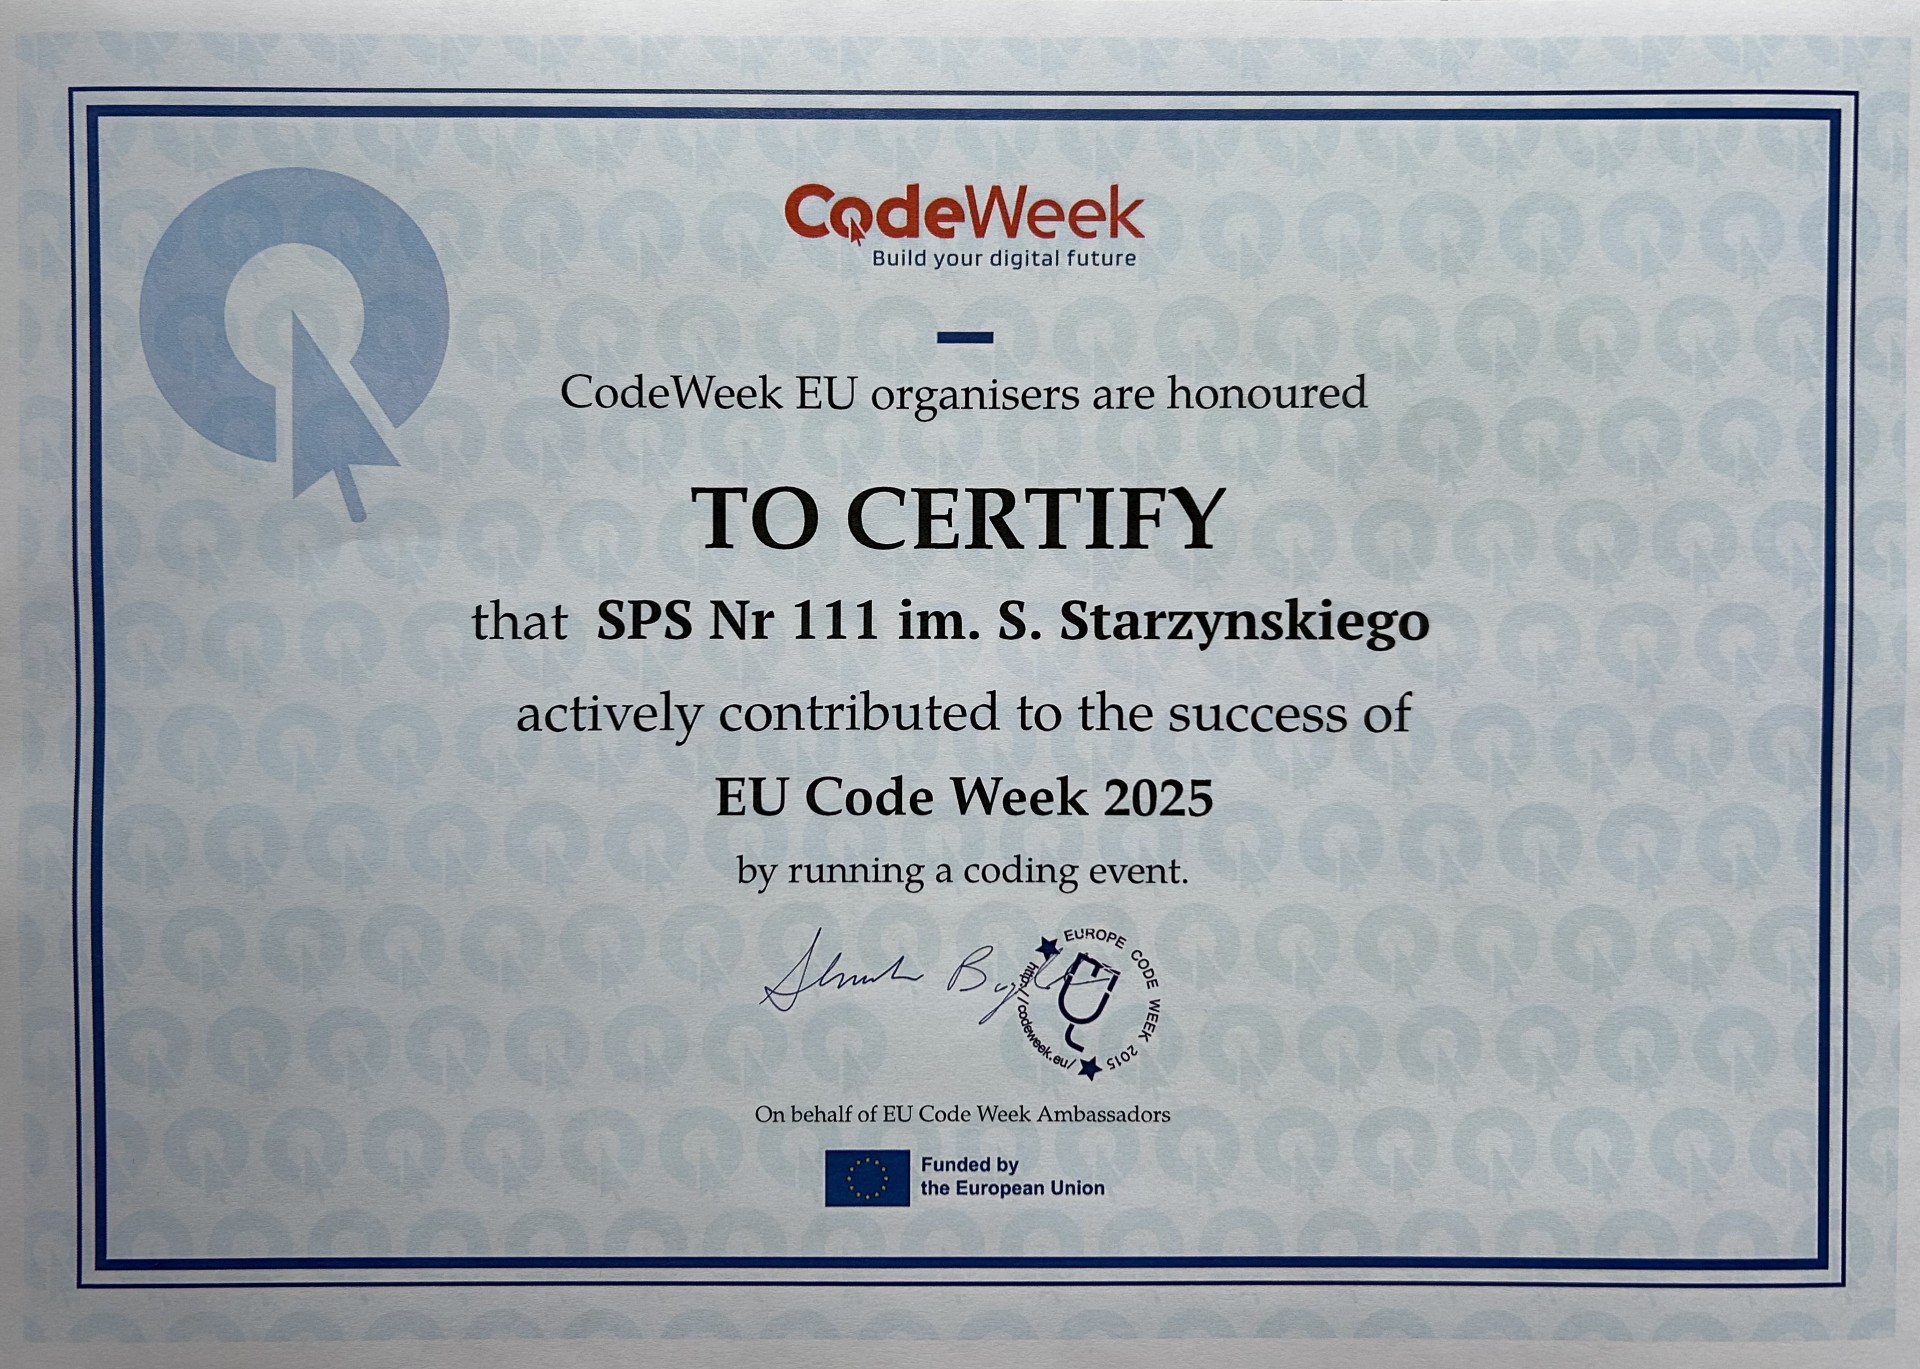 CodeWeek
Build your digital future
CodeWeek EU organisers are honoured
TO CERTIFY
that SPS Nr 111 im. S. Starzynskiego
actively contributed to the success of
EU Code Week 2025
by running a coding event.
EUROPE CODE WEEK 2015
http://codeweek.eu/
On behalf of EU Code Week Ambassadors
Funded by
the European Union